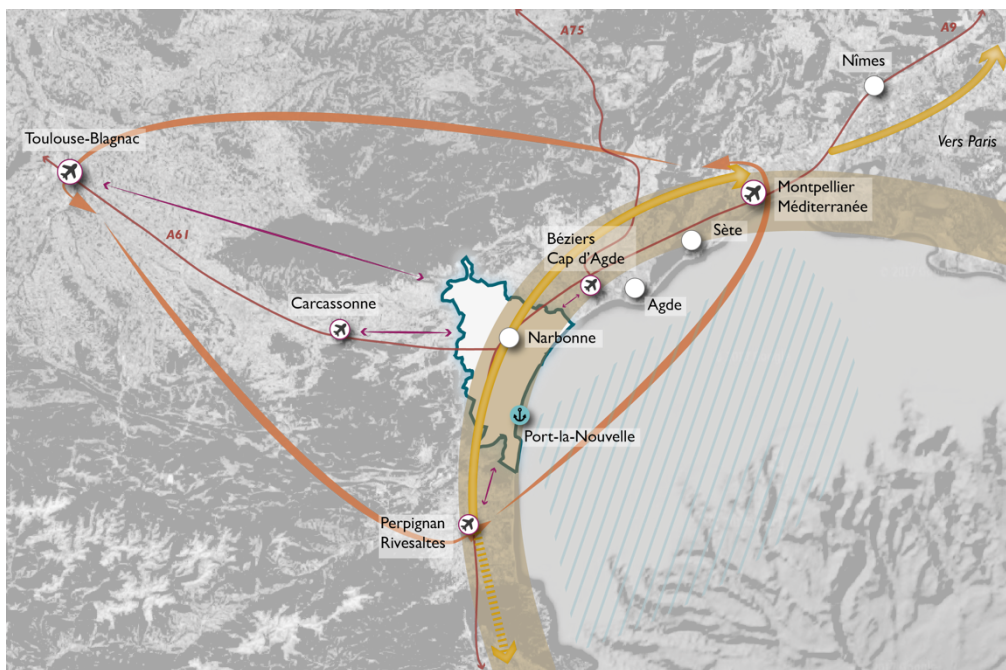 A75
A9
Nîmes
Toulouse-Blagnac
Vers Paris
Montpellier
Méditerranée
A61
Sète
Béziers
Cap d'Agde
Carcassonne
Agde
Narbonne
Port-la-Nouvelle
Perpignan
Rivesaltes